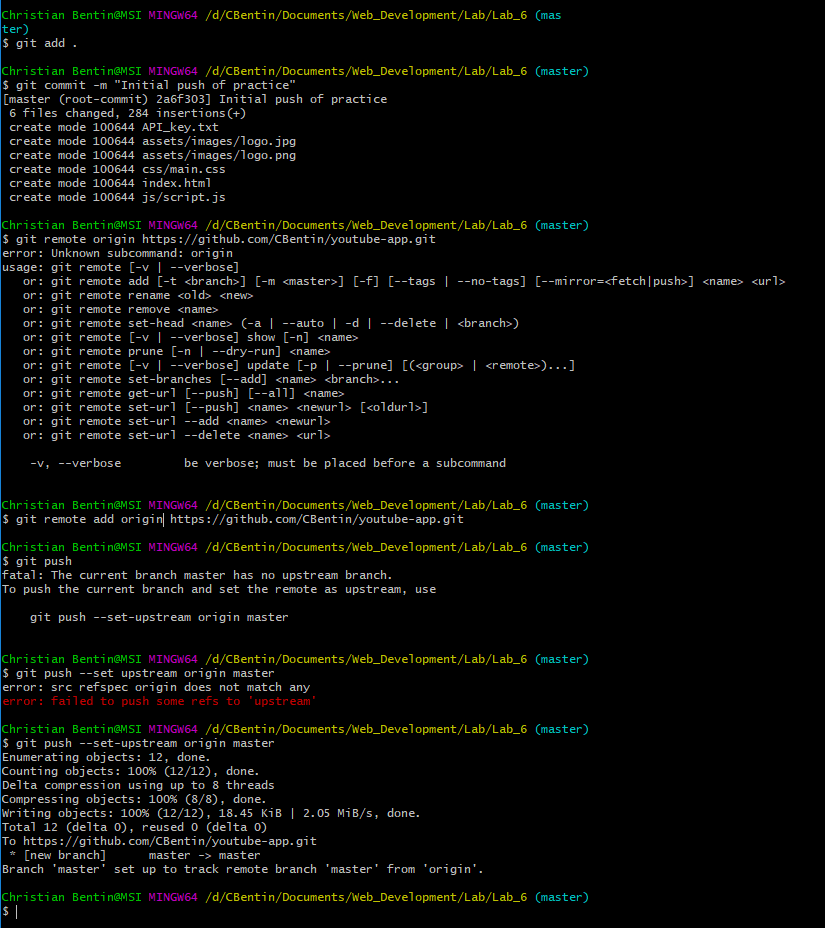 Christian Bentin@MSI MINGW64 /d/CBentin/Documents/Web_Development/Lab/Lab_6 (mas
ter)
$ git add .
Christian Bentin@MSI MINGW64 /d/CBentin/Documents/Web_Development/Lab/Lab_6 (master)
$ git commit -m "Initial push of practice"
[master (root-commit) 2a6f303] Initial push of practice
 6 files changed, 284 insertions(+)
 create mode 100644 API_key.txt
 create mode 100644 assets/images/logo.jpg
 create mode 100644 assets/images/logo.png
 create mode 100644 css/main.css
 create mode 100644 index.html
 create mode 100644 js/script.js
Christian Bentin@MSI MINGW64 /d/CBentin/Documents/Web_Development/Lab/Lab_6 (master)
$ git remote origin https://github.com/CBentin/youtube-app.git
error: Unknown subcommand: origin
usage: git remote [-v | --verbose]
   or: git remote add [-t <branch>] [-m <master>] [-f] [--tags | --no-tags] [--mirror=<fetch|push>] <name> <url>
   or: git remote rename <old> <new>
   or: git remote remove <name>
   or: git remote set-head <name> (-a | --auto | -d | --delete | <branch>)
   or: git remote [-v | --verbose] show [-n] <name>
   or: git remote prune [-n | --dry-run] <name>
   or: git remote [-v | --verbose] update [-p | --prune] [(<group> | <remote>)...]
   or: git remote set-branches [--add] <name> <branch>...
   or: git remote get-url [--push] [--all] <name>
   or: git remote set-url [--push] <name> <newurl> [<oldurl>]
   or: git remote set-url --add <name> <newurl>
   or: git remote set-url --delete <name> <url>
    -v, --verbose         be verbose; must be placed before a subcommand
Christian Bentin@MSI MINGW64 /d/CBentin/Documents/Web_Development/Lab/Lab_6 (master)
$ git remote add origin https://github.com/CBentin/youtube-app.git
Christian Bentin@MSI MINGW64 /d/CBentin/Documents/Web_Development/Lab/Lab_6 (master)
$ git push
fatal: The current branch master has no upstream branch.
To push the current branch and set the remote as upstream, use
    git push --set-upstream origin master
Christian Bentin@MSI MINGW64 /d/CBentin/Documents/Web_Development/Lab/Lab_6 (master)
$ git push --set upstream origin master
error: src refspec origin does not match any
error: failed to push some refs to 'upstream'
Christian Bentin@MSI MINGW64 /d/CBentin/Documents/Web_Development/Lab/Lab_6 (master)
$ git push --set-upstream origin master
Enumerating objects: 12, done.
Counting objects: 100% (12/12), done.
Delta compression using up to 8 threads
Compressing objects: 100% (8/8), done.
Writing objects: 100% (12/12), 18.45 KiB | 2.05 MiB/s, done.
Total 12 (delta 0), reused 0 (delta 0)
To https://github.com/CBentin/youtube-app.git
 * [new branch]      master -> master
Branch 'master' set up to track remote branch 'master' from 'origin'.
Christian Bentin@MSI MINGW64 /d/CBentin/Documents/Web_Development/Lab/Lab_6 (master)
$